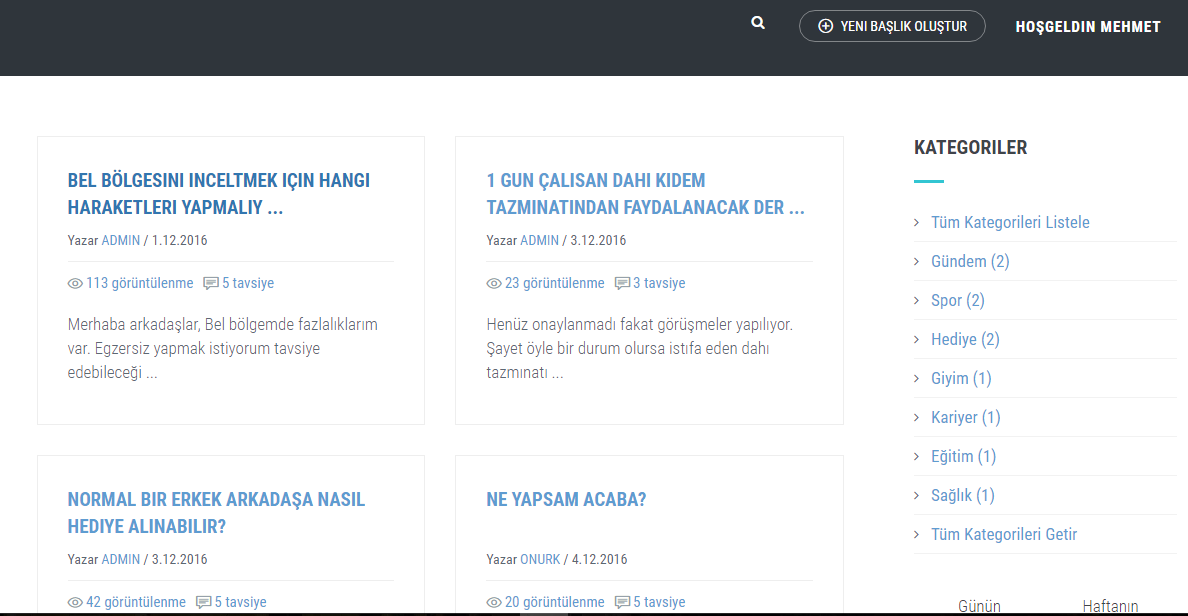 YENİ BAŞLIK OLUŞTUR
HOŞGELDIN MEHMET
BEL BÖLGESINI INCELTMEK IÇIN HANGI
HARAKETLERI YAPMALIY ...
Yazar ADMIN / 1.12.2016
113 görüntülenme 5 tavsiye
Merhaba arkadaşlar, Bel bölgemde fazlalıklarım
var. Egzersiz yapmak istiyorum tavsiye
edebileceği ...
1 GUN ÇALISAN DAHI KIDEM
TAZMINATINDAN FAYDALANACAK DER ...
Yazar ADMIN / 3.12.2016
23 görüntülenme 3 tavsiye
Henüz onaylanmadı fakat görüşmeler yapılıyor.
Şayet öyle bir durum olursa istifa eden dahı
tazmınatı ...
NORMAL BIR ERKEK ARKADAŞA NASIL
HEDIYE ALINABILIR?
Yazar ADMIN / 3.12.2016
42 görüntülenme 5 tavsiye
NE YAPSAM ACABA?
Yazar ONURK / 4.12.2016
20 görüntülenme 5 tavsiye
KATEGORILER
Tüm Kategorileri Listele
Gündem (2)
Spor (2)
Hediye (2)
Giyim (1)
Kariyer (1)
Eğitim (1)
Sağlık (1)
Tüm Kategorileri Getir
Günün Haftanın